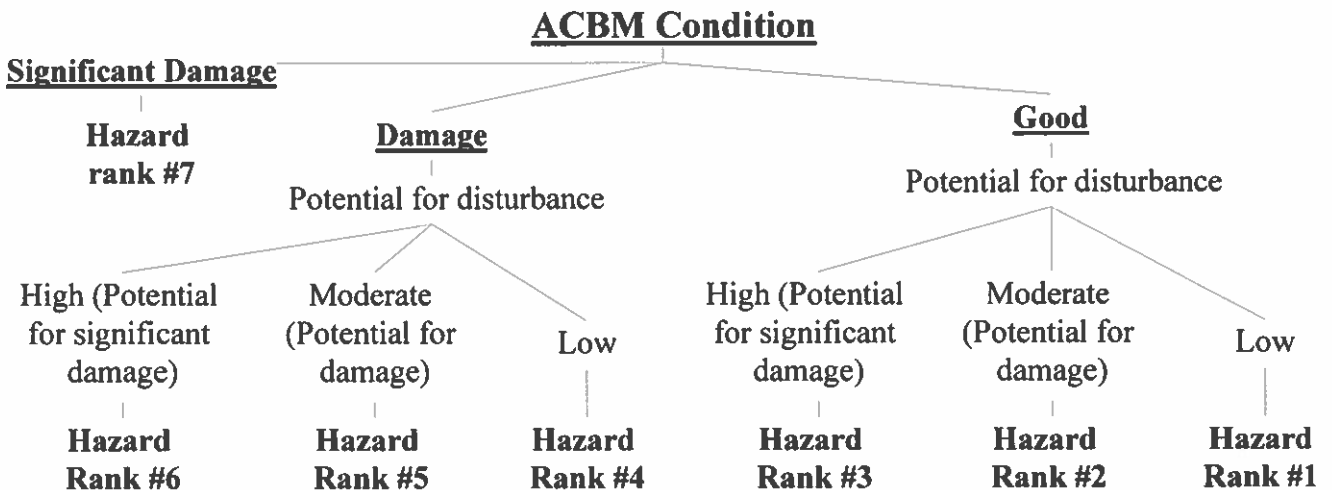 ACBM Condition
Significant Damage
Hazard
rank #7
Damage
Potential for disturbance
High (Potential
for significant
damage)
Hazard
Rank #6
Moderate
(Potential for
damage)
Hazard
Rank #5
Low
Hazard
Rank #4
Good
Potential for disturbance
High (Potential
for significant
damage)
Hazard
Rank #3
Moderate
(Potential for
damage)
Hazard
Rank #2
Low
Hazard
Rank #1